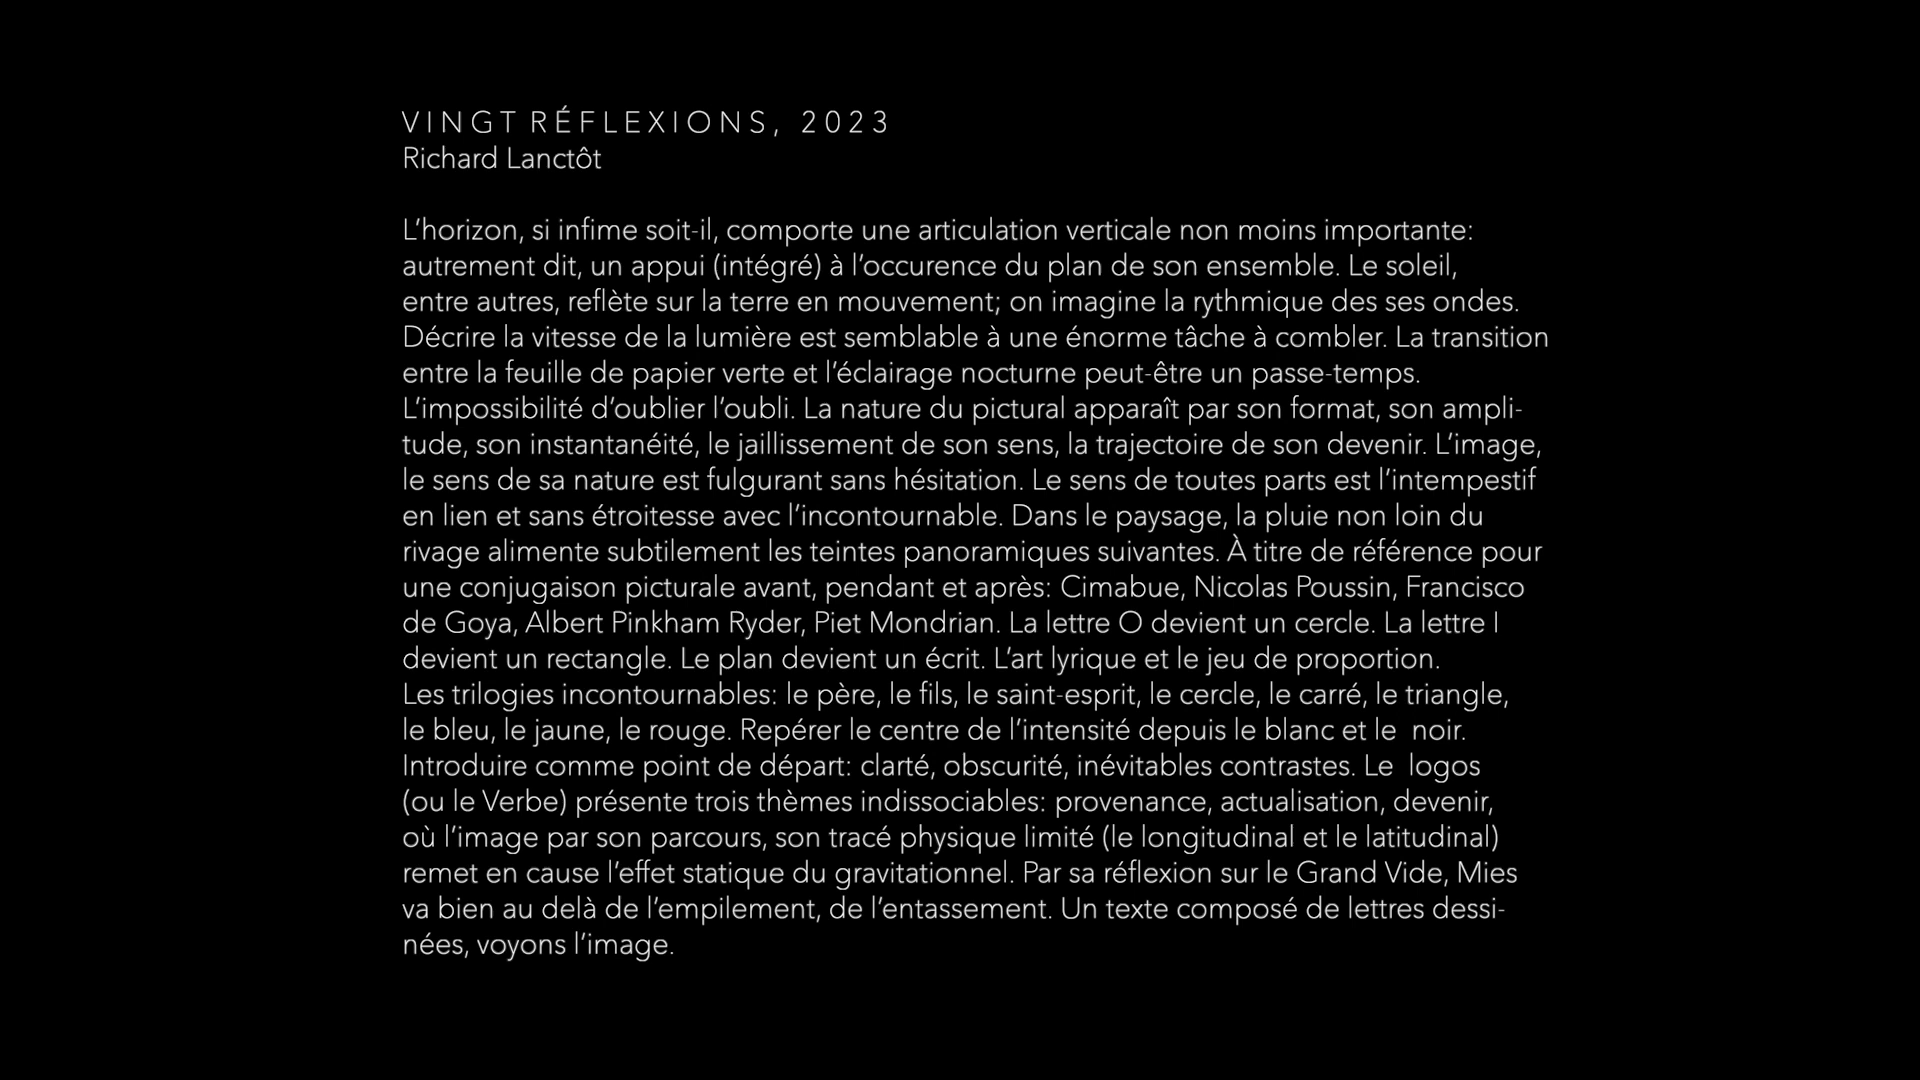 VINGT RÉFLEXIONS, 2023
Richard Lanctôt
L’horizon, si infime soit-il, comporte une articulation verticale non moins importante:
autrement dit, un appui (intégré) à l’occurence du plan de son ensemble. Le soleil,
entre autres, reflète sur la terre en mouvement; on imagine la rythmique des ses ondes.
Décrire la vitesse de la lumière est semblable à une énorme tâche à combler. La transition
entre la feuille de papier verte et l’éclairage nocturne peut-être un passe-temps.
L’impossibilité d’oublier l’oubli. La nature du pictural apparaît par son format, son ampli-
tude, son instantanéité, le jaillissement de son sens, la trajectoire de son devenir. L’image,
le sens de sa nature est fulgurant sans hésitation. Le sens de toutes parts est l’intempestif
en lien et sans étroitesse avec l’incontournable. Dans le paysage, la pluie non loin du
rivage alimente subtilement les teintes panoramiques suivantes. À titre de référence pour
une conjugaison picturale avant, pendant et après: Cimabue, Nicolas Poussin, Francisco
de Goya, Albert Pinkham Ryder, Piet Mondrian. La lettre O devient un cercle. La lettre I
devient un rectangle. Le plan devient un écrit. L’art lyrique et le jeu de proportion.
Les trilogies incontournables: le père, le fils, le saint-esprit, le cercle, le carré, le triangle,
le bleu, le jaune, le rouge. Repérer le centre de l’intensité depuis le blanc et le  noir.
Introduire comme point de départ: clarté, obscurité, inévitables contrastes. Le  logos
(ou le Verbe) présente trois thèmes indissociables: provenance, actualisation, devenir,
où l’image par son parcours, son tracé physique limité (le longitudinal et le latitudinal)
remet en cause l’effet statique du gravitationnel. Par sa réflexion sur le Grand Vide, Mies
va bien au delà de l’empilement, de l’entassement. Un texte composé de lettres dessi-
nées, voyons l’image.